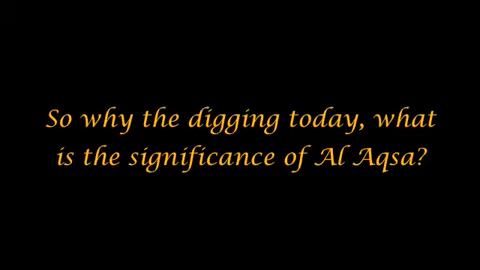 So why the digging today, what
is the significance of Al Aqsa?